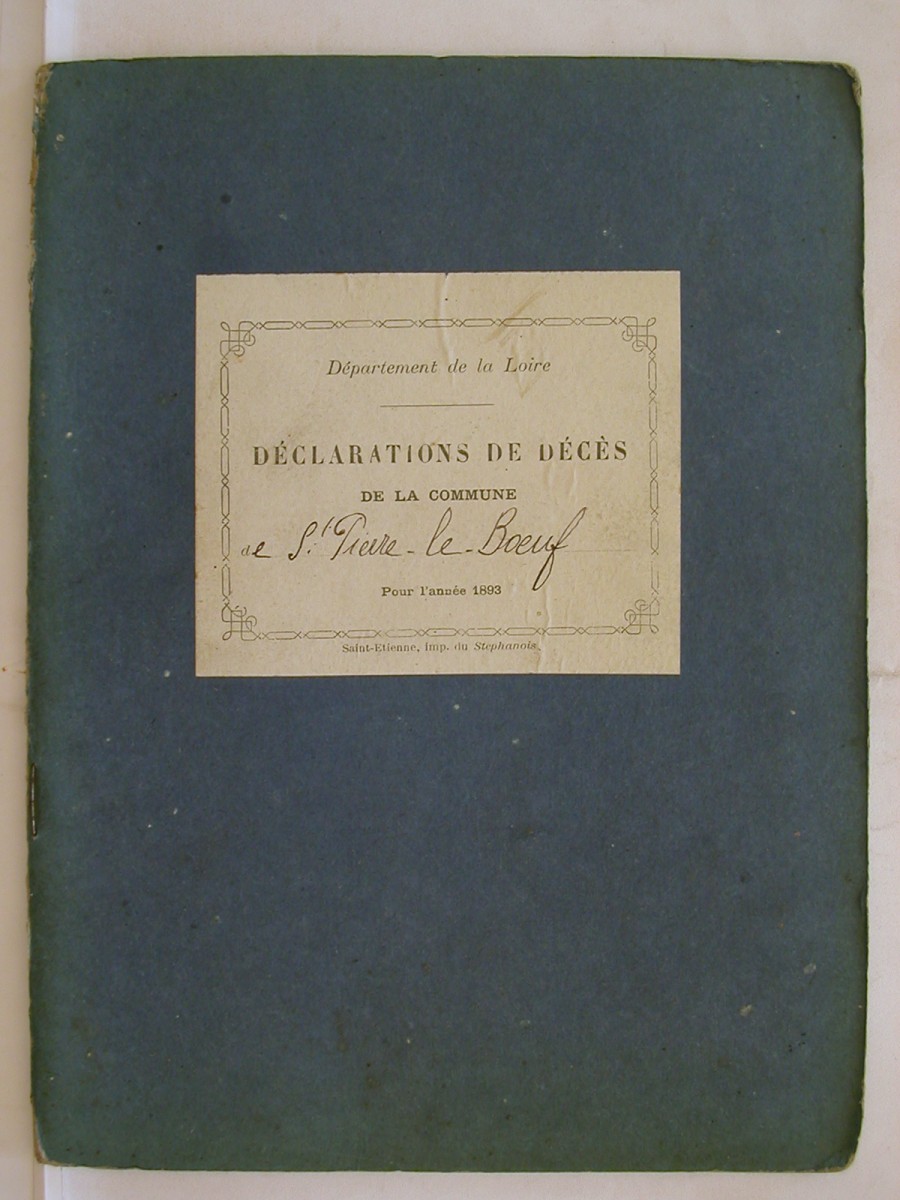 Département de la Loire
DÉCLARATIONS DE DÉCÈS
DE LA COMMUNE
de St Pierre-le-Boeuf
Pour l'année 1893
Saint-Etienne, imp. du Stephanois.